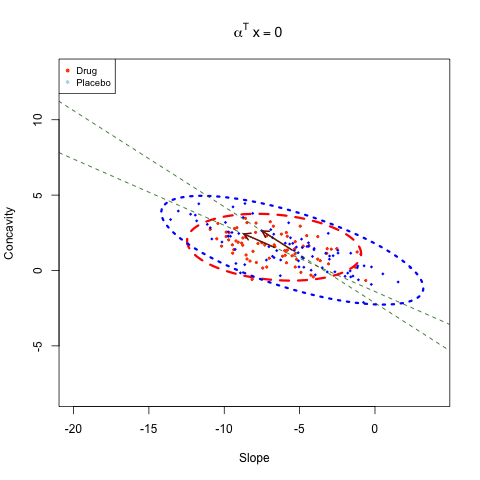 α^T x = 0
Drug
Placebo
10
5
0
-5
Concavity
-20 -15 -10 -5 0
Slope